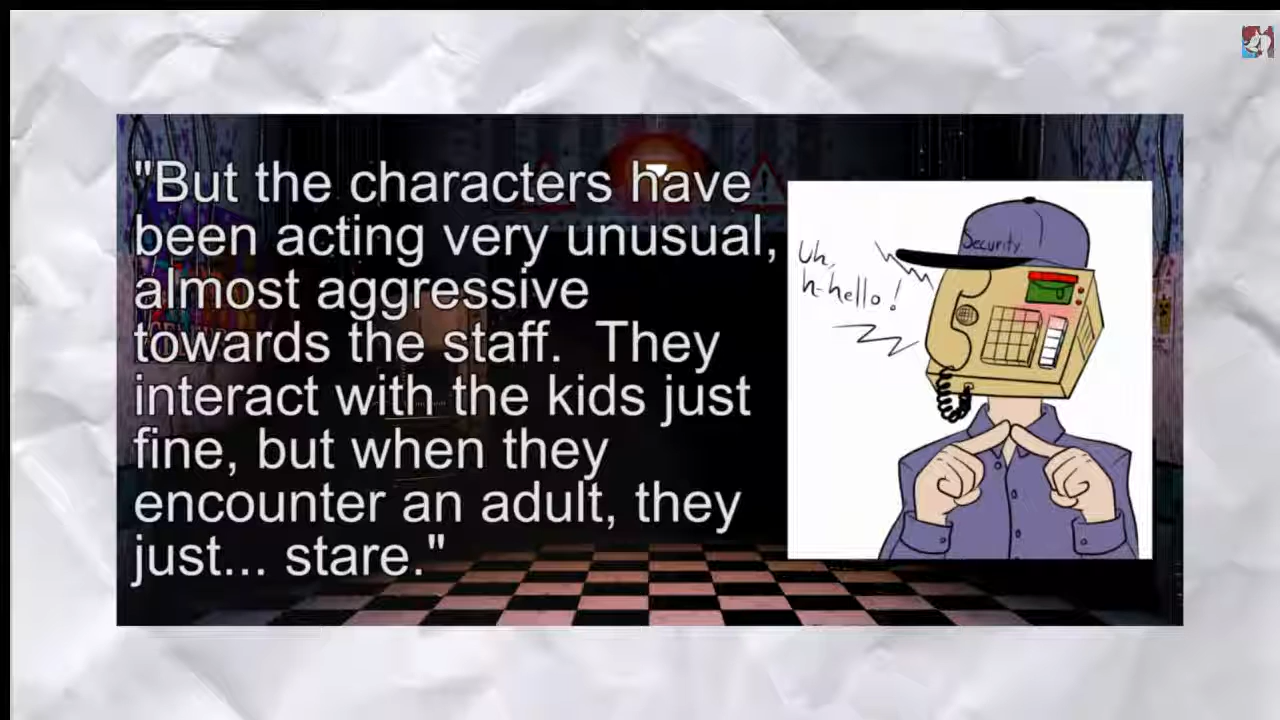 "But the characters have
been acting very unusual,
almost aggressive
towards the staff.  They
interact with the kids just
fine, but when they
encounter an adult, they
just... stare."
Security
Uh,
h-hello!